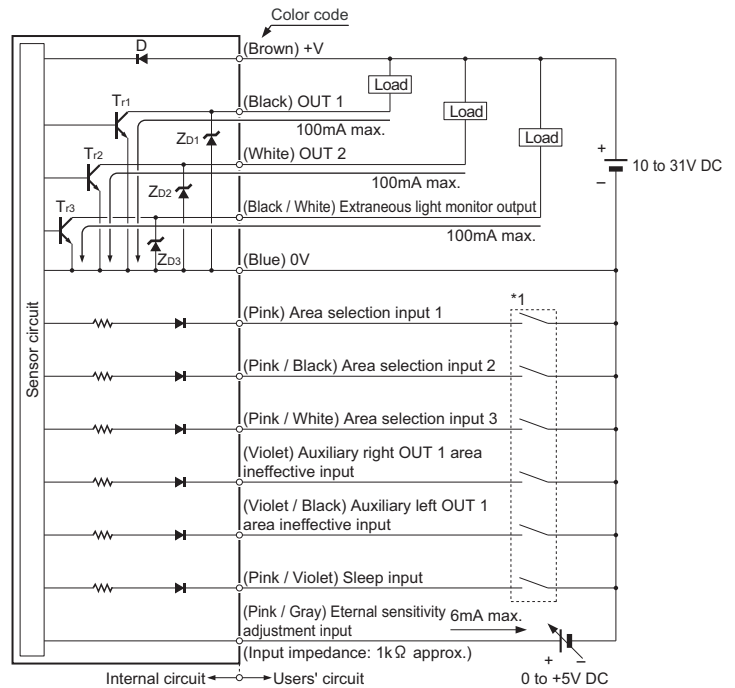 Color code
D
(Brown) +V
Load
Load
Load
Tr1
(Black) OUT 1
100mA max.
ZD1
Tr2
(White) OUT 2
100mA max.
ZD2
Tr3
(Black / White) Extraneous light monitor output
100mA max.
ZD3
(Blue) 0V
+
–
10 to 31V DC
Sensor circuit
*1
(Pink) Area selection input 1
(Pink / Black) Area selection input 2
(Pink / White) Area selection input 3
(Violet) Auxiliary right OUT 1 area
ineffective input
(Violet / Black) Auxiliary left OUT 1
area ineffective input
(Pink / Violet) Sleep input
(Pink / Gray) Eternal sensitivity
adjustment input
6mA max.
(Input impedance: 1kΩ approx.)
+ –
0 to +5V DC
Internal circuit
Users' circuit